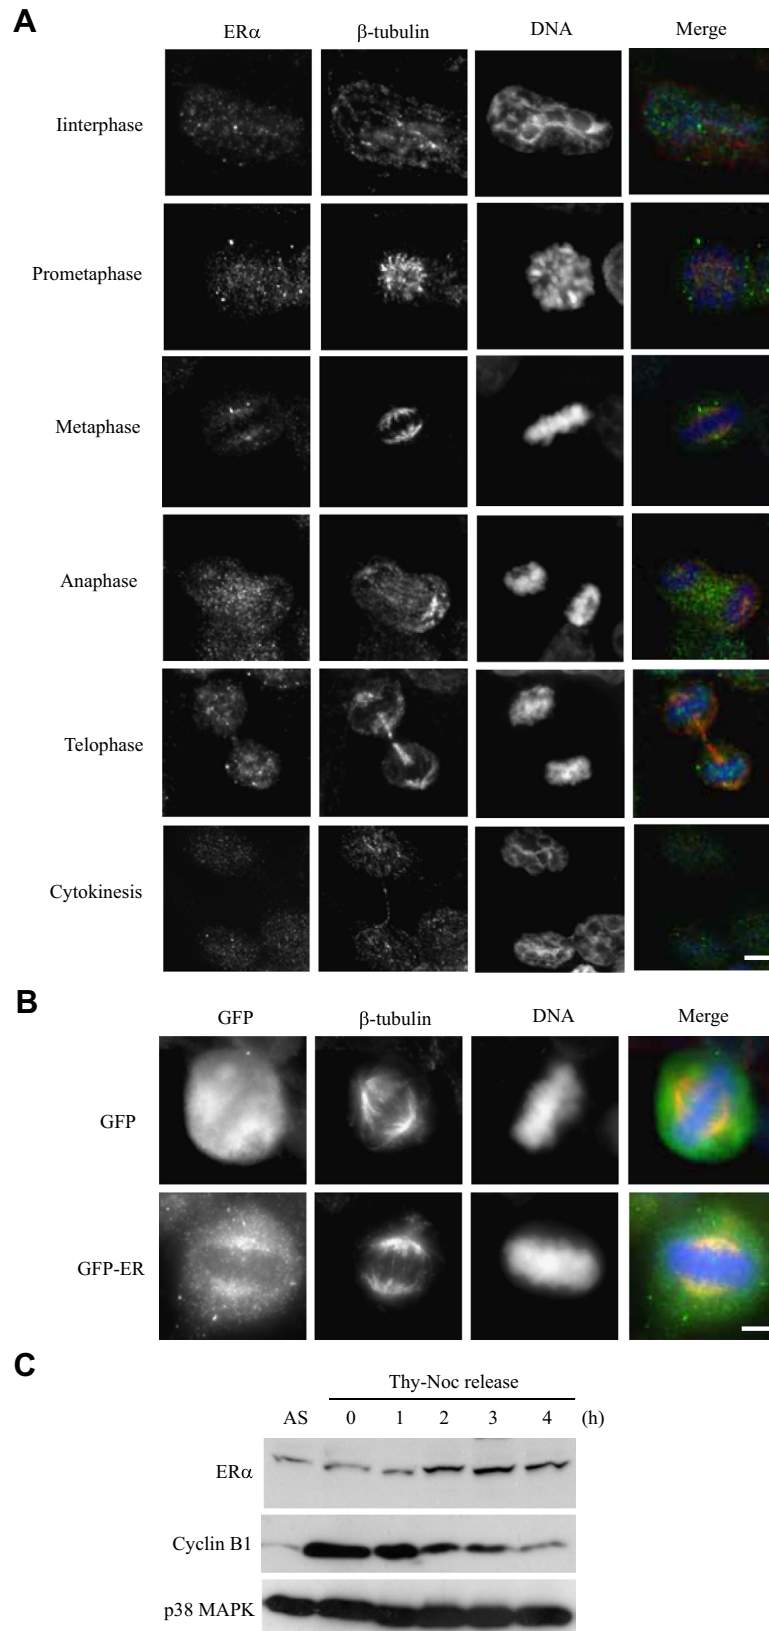 A
ERα β-tubulin DNA Merge
Iinterphase
Prometaphase
Metaphase
Anaphase
Telophase
Cytokinesis
B
GFP β-tubulin DNA Merge
GFP
GFP-ER
C
Thy-Noc release
AS 0 1 2 3 4 (h)
ERα
Cyclin B1
p38 MAPK